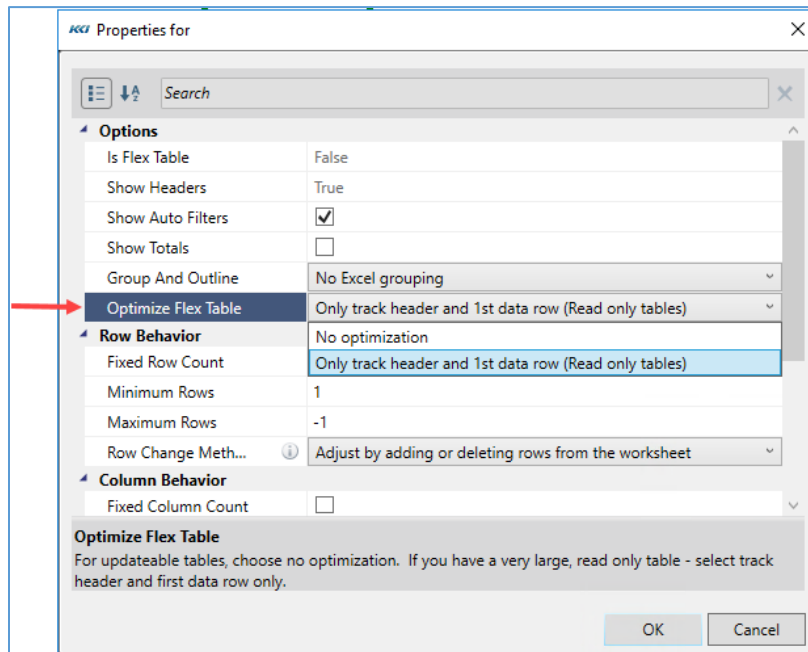 KCI Properties for
Search
Options
Is Flex Table False
Show Headers True
Show Auto Filters
Show Totals
Group And Outline No Excel grouping
Optimize Flex Table Only track header and 1st data row (Read only tables)
Row Behavior No optimization
Fixed Row Count Only track header and 1st data row (Read only tables)
Minimum Rows 1
Maximum Rows -1
Row Change Meth... Adjust by adding or deleting rows from the worksheet
Column Behavior
Fixed Column Count
Optimize Flex Table
For updateable tables, choose no optimization. If you have a very large, read only table - select track
header and first data row only.
OK Cancel